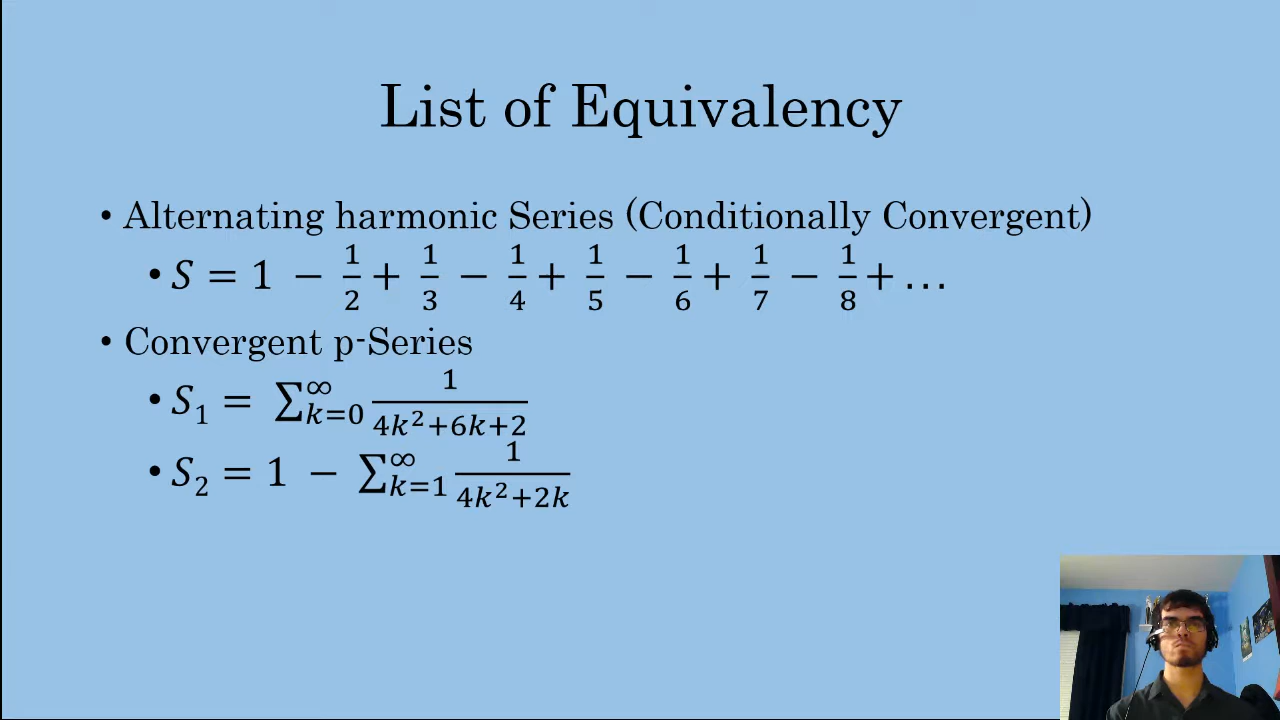 List of Equivalency
• Alternating harmonic Series (Conditionally Convergent)
• S = 1 − 1/2 + 1/3 − 1/4 + 1/5 − 1/6 + 1/7 − 1/8 + …
• Convergent p-Series
• S₁ = ∑_{k=0}^{∞} 1/(4k²+6k+2)
• S₂ = 1 − ∑_{k=1}^{∞} 1/(4k²+2k)